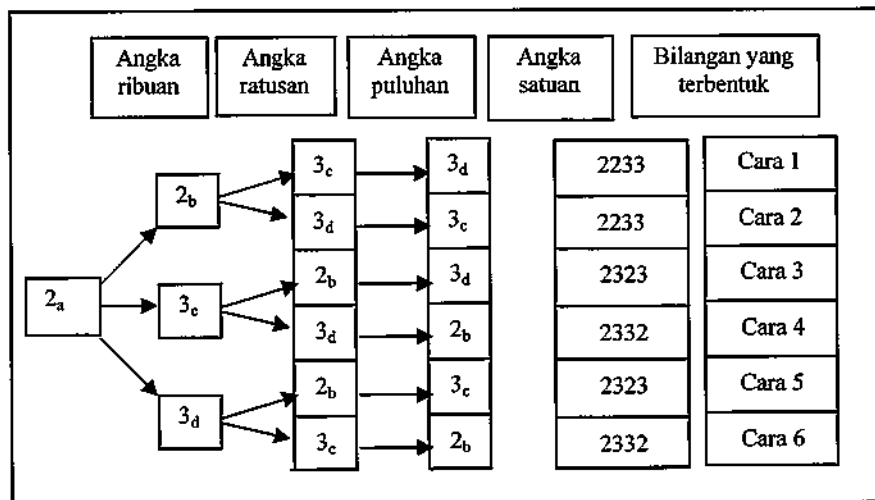 Angka ribuan
Angka ratusan
Angka puluhan
Angka satuan
Bilangan yang terbentuk
2a
2b
3c
3d
2233
Cara 1
3d
3c
2233
Cara 2
3c
2b
3d
2323
Cara 3
3d
2b
2332
Cara 4
3d
2b
3c
2323
Cara 5
3c
2b
2332
Cara 6